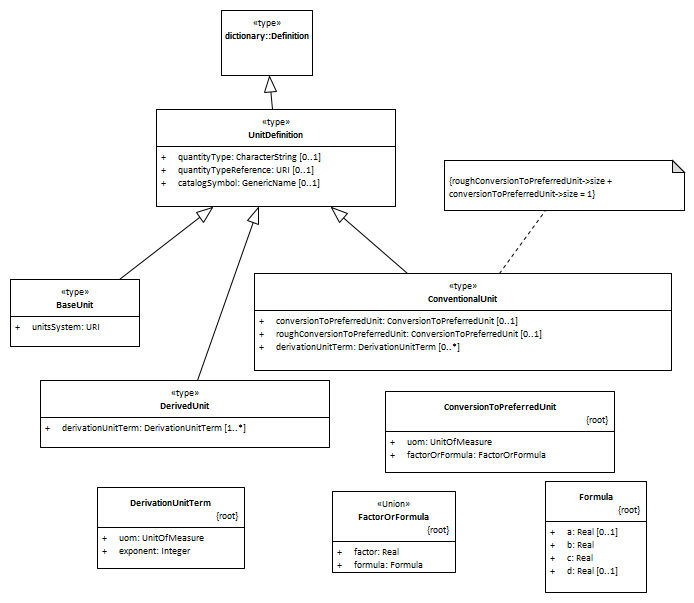 «type»
dictionary::Definition
«type»
UnitDefinition
+ quantityType: CharacterString [0..1]
+ quantityTypeReference: URI [0..1]
+ catalogSymbol: GenericName [0..1]
{roughConversionToPreferredUnit->size +
conversionToPreferredUnit->size = 1}
«type»
BaseUnit
+ unitsSystem: URI
«type»
ConventionalUnit
+ conversionToPreferredUnit: ConversionToPreferredUnit [0..1]
+ roughConversionToPreferredUnit: ConversionToPreferredUnit [0..1]
+ derivationUnitTerm: DerivationUnitTerm [0..*]
«type»
DerivedUnit
+ derivationUnitTerm: DerivationUnitTerm [1..*]
ConversionToPreferredUnit
{root}
+ uom: UnitOfMeasure
+ factorOrFormula: FactorOrFormula
DerivationUnitTerm
{root}
+ uom: UnitOfMeasure
+ exponent: Integer
«Union»
FactorOrFormula
{root}
+ factor: Real
+ formula: Formula
Formula
{root}
+ a: Real [0..1]
+ b: Real
+ c: Real
+ d: Real [0..1]